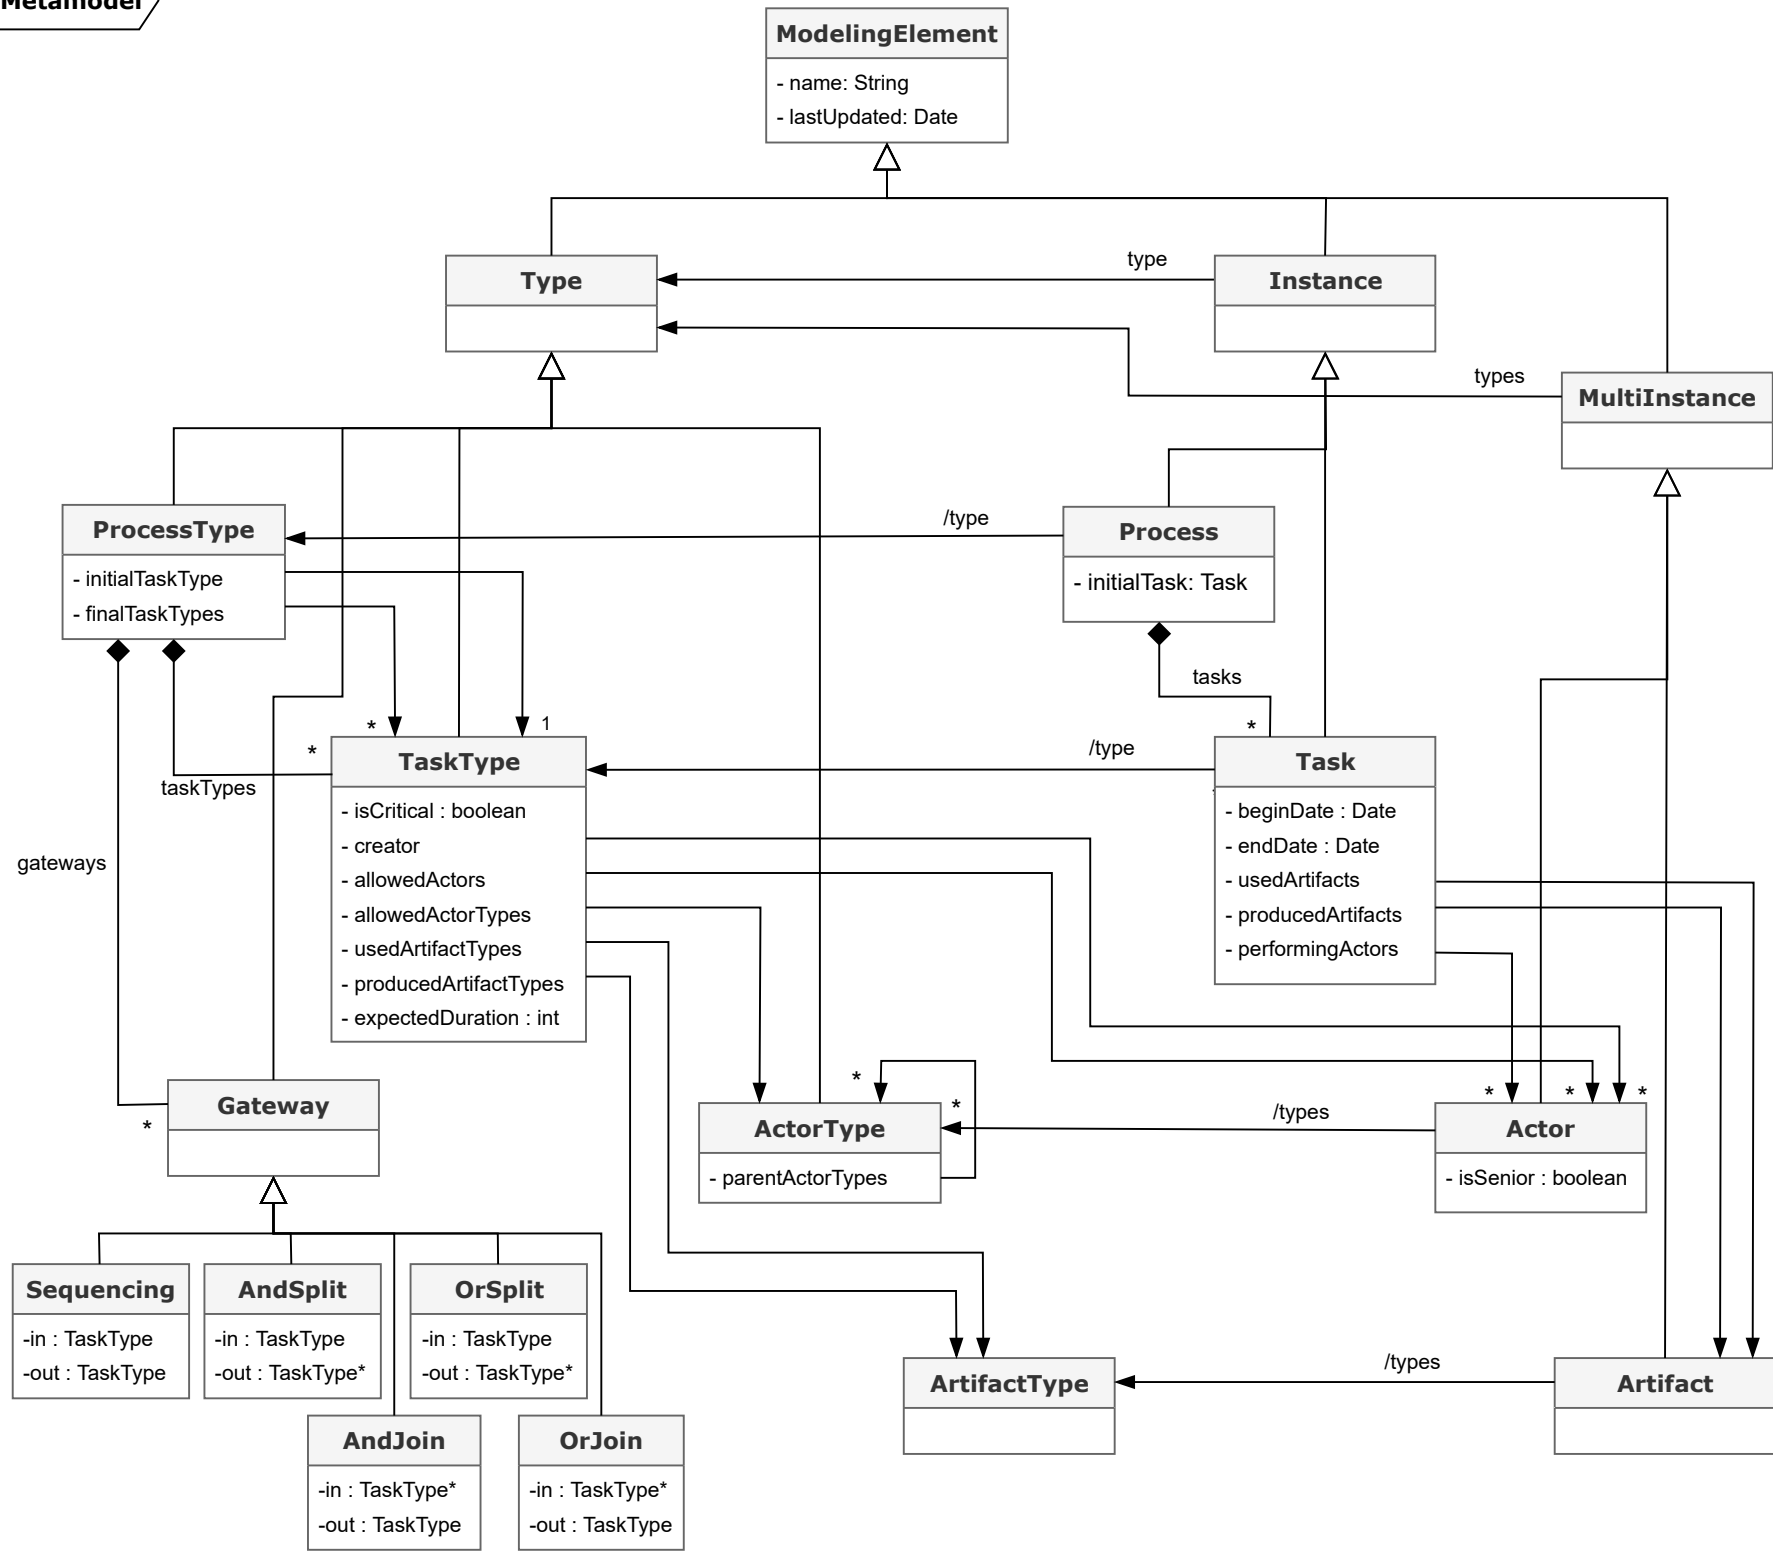 Metamodel
ModelingElement
- name: String
- lastUpdated: Date
type
Type
Instance
types
MultiInstance
/type
ProcessType
- initialTaskType
- finalTaskTypes
Process
- initialTask: Task
tasks
*
1
*
*
/type
taskTypes
TaskType
- isCritical : boolean
- creator
- allowedActors
- allowedActorTypes
- usedArtifactTypes
- producedArtifactTypes
- expectedDuration : int
Task
- beginDate : Date
- endDate : Date
- usedArtifacts
- producedArtifacts
- performingActors
gateways
*
Gateway
*
*
/types
*
*
*
ActorType
- parentActorTypes
Actor
- isSenior : boolean
Sequencing
-in : TaskType
-out : TaskType
AndSplit
-in : TaskType
-out : TaskType*
OrSplit
-in : TaskType
-out : TaskType*
AndJoin
-in : TaskType*
-out : TaskType
OrJoin
-in : TaskType*
-out : TaskType
ArtifactType
/types
Artifact